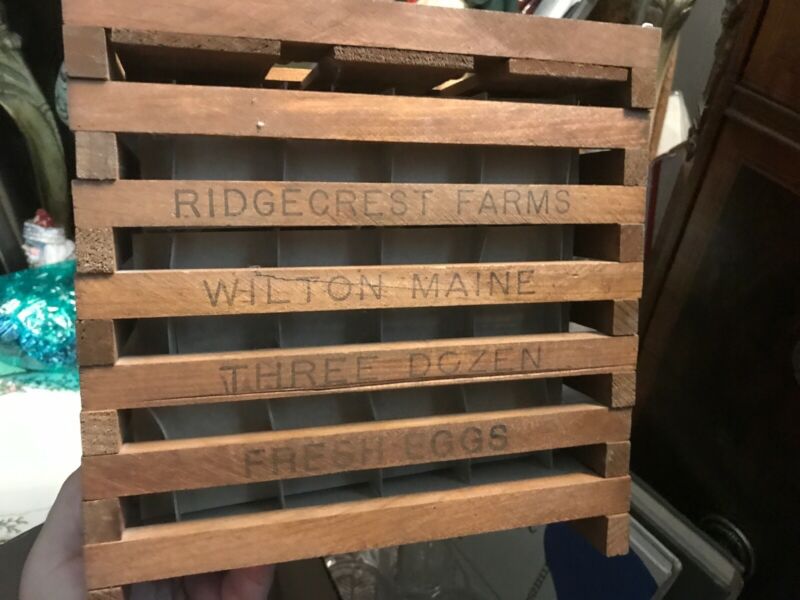 RIDGECREST FARMS
WILTON MAINE
THREE DOZEN
FRESH EGGS